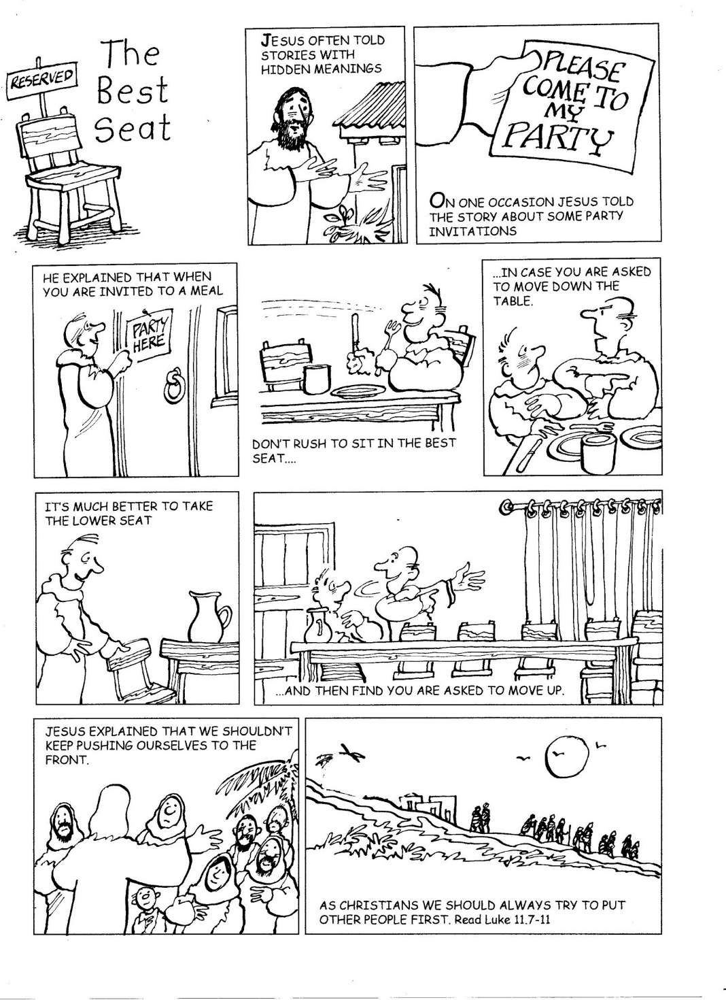 The
Best
Seat
RESERVED
JESUS OFTEN TOLD
STORIES WITH
HIDDEN MEANINGS
PLEASE
COME TO
MY
PARTY
ON ONE OCCASION JESUS TOLD
THE STORY ABOUT SOME PARTY
INVITATIONS
HE EXPLAINED THAT WHEN
YOU ARE INVITED TO A MEAL
PARTY
HERE
DON'T RUSH TO SIT IN THE BEST
SEAT....
...IN CASE YOU ARE ASKED
TO MOVE DOWN THE
TABLE.
IT'S MUCH BETTER TO TAKE
THE LOWER SEAT
...AND THEN FIND YOU ARE ASKED TO MOVE UP.
JESUS EXPLAINED THAT WE SHOULDN'T
KEEP PUSHING OURSELVES TO THE
FRONT.
AS CHRISTIANS WE SHOULD ALWAYS TRY TO PUT
OTHER PEOPLE FIRST. Read Luke 11.7-11